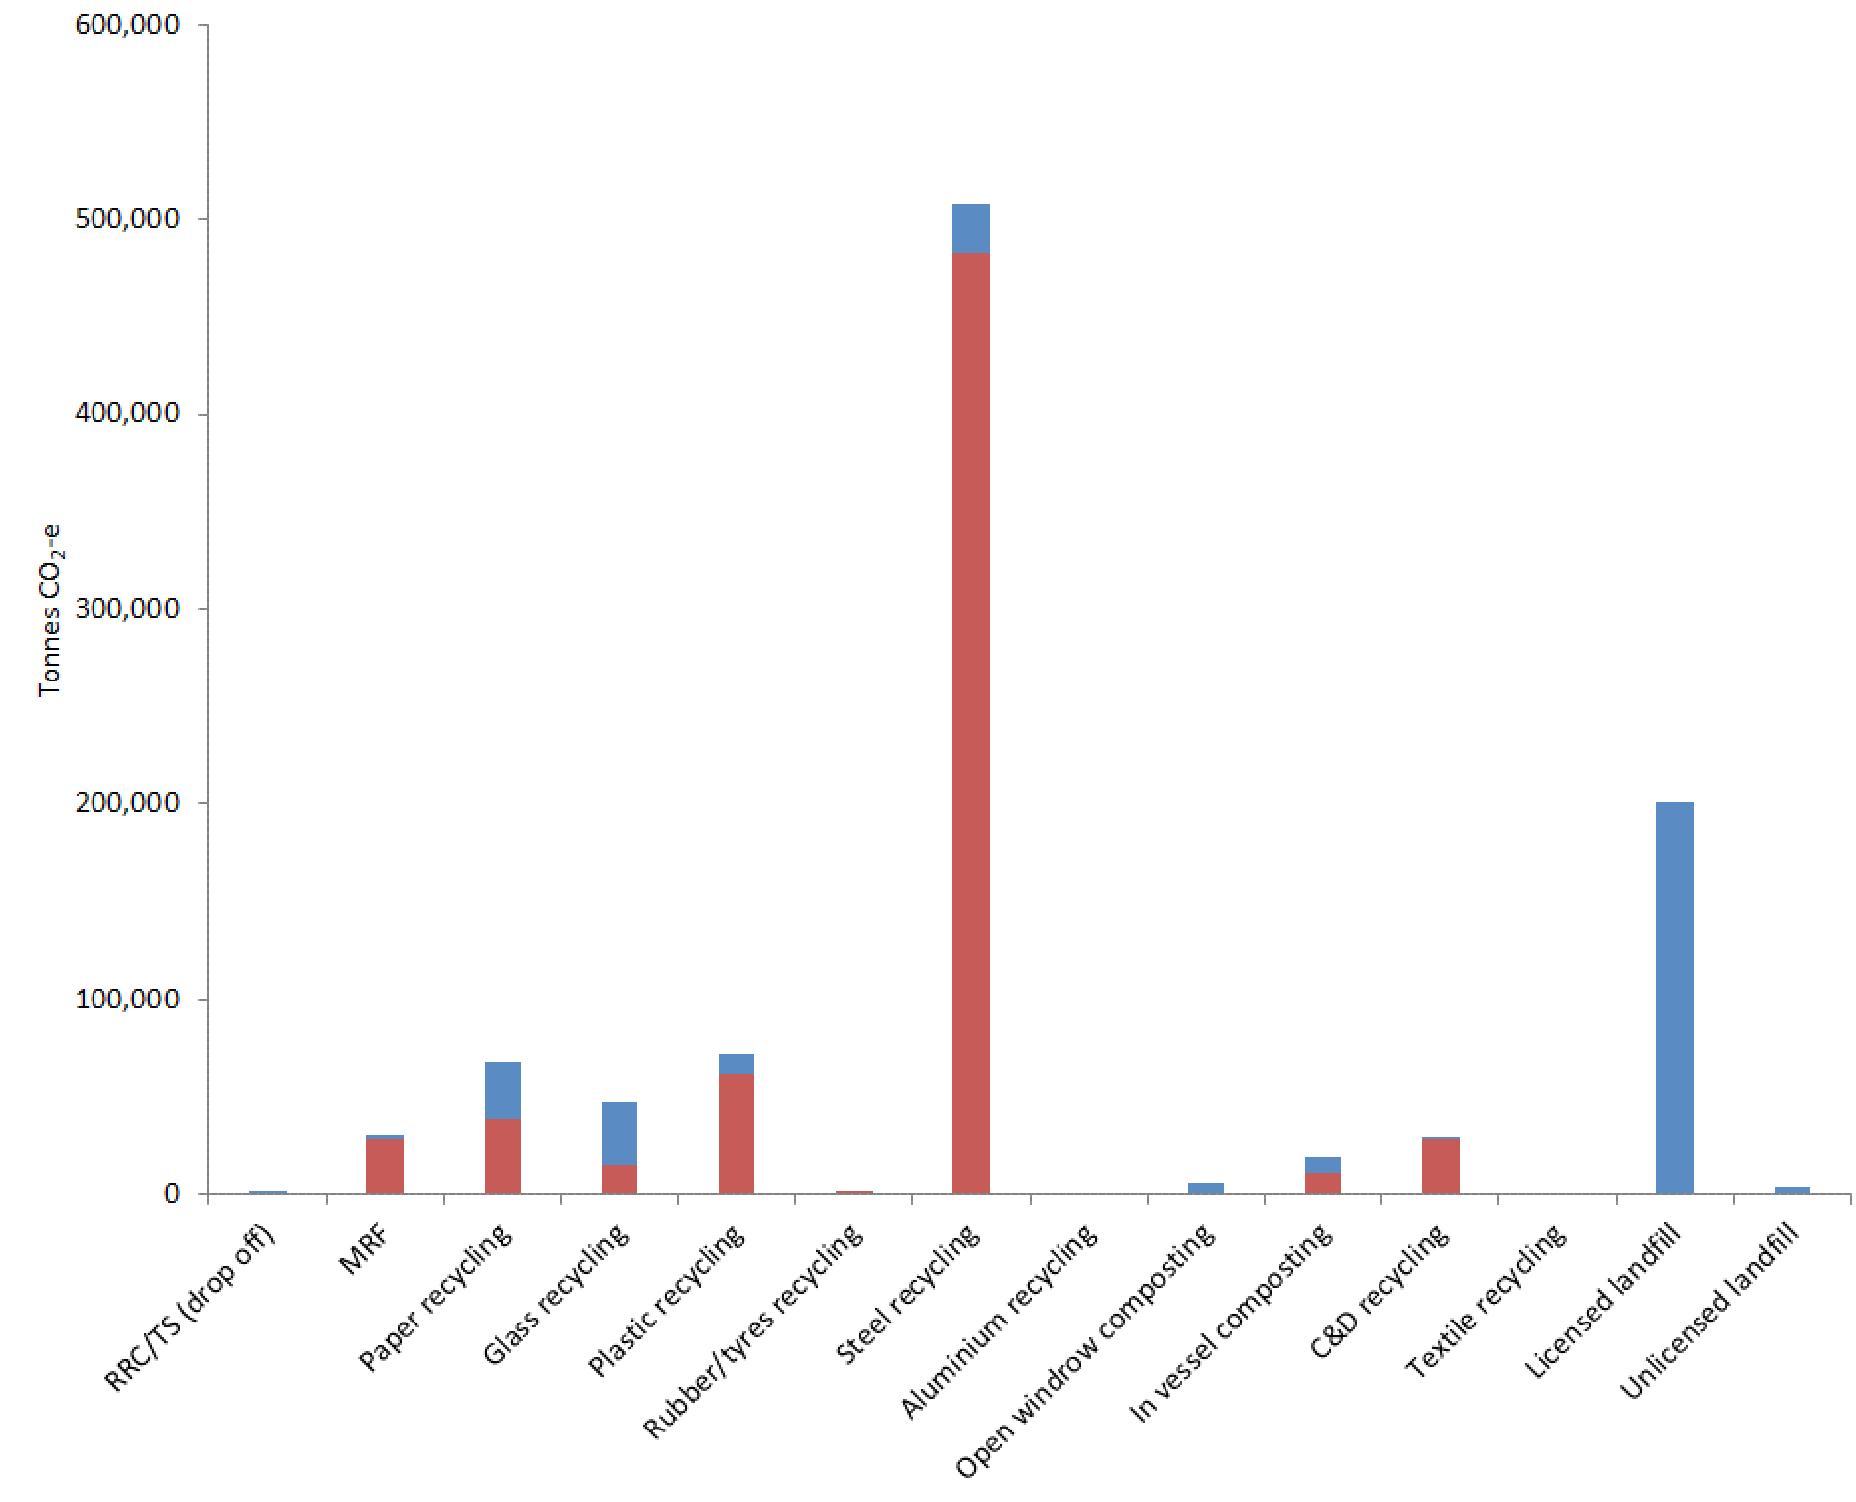 600,000
500,000
400,000
300,000
200,000
100,000
0
Tonnes CO₂-e
RRC/TS (drop off)
MRF
Paper recycling
Glass recycling
Plastic recycling
Rubber/tyres recycling
Steel recycling
Aluminium recycling
Open windrow composting
In vessel composting
C&D recycling
Textile recycling
Licensed landfill
Unlicensed landfill